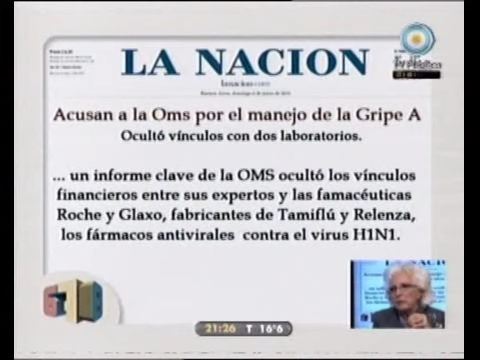 LA NACION
Acusan a la Oms por el manejo de la Gripe A
Ocultó vínculos con dos laboratorios.
... un informe clave de la OMS ocultó los vínculos
financieros entre sus expertos y las famacéuticas
Roche y Glaxo, fabricantes de Tamiflú y Relenza,
los fármacos antivirales contra el virus H1N1.
21:26 T 16'6